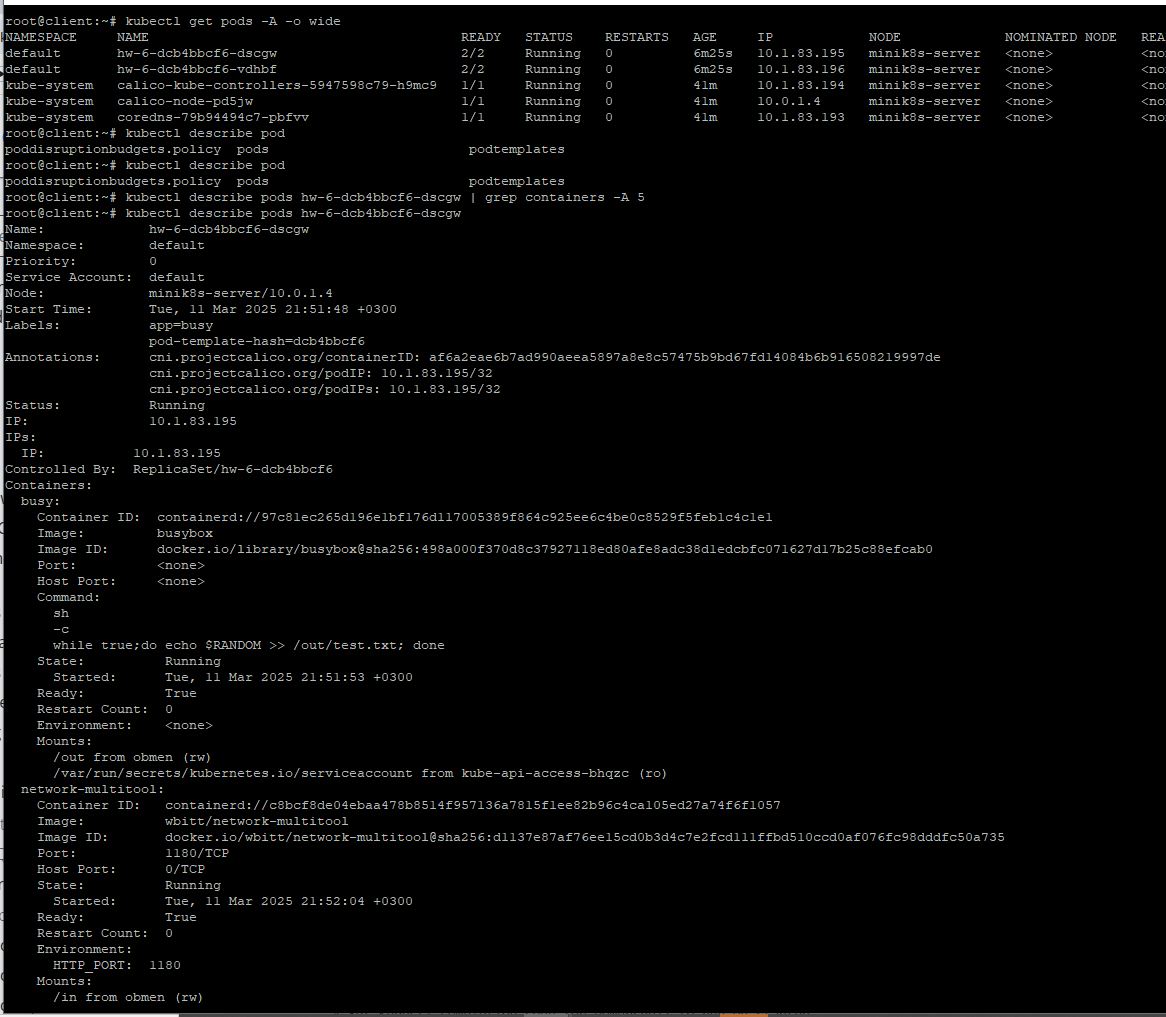 root@client:~# kubectl get pods -A -o wide
NAMESPACE NAME READY STATUS RESTARTS AGE IP NODE NOMINATED NODE REA
default hw-6-dcb4bbcf6-dscgw 2/2 Running 0 6m25s 10.1.83.195 minik8s-server <none> <no
default hw-6-dcb4bbcf6-vdhbf 2/2 Running 0 6m25s 10.1.83.196 minik8s-server <none> <no
kube-system calico-kube-controllers-5947598c79-h9mc9 1/1 Running 0 41m 10.1.83.194 minik8s-server <none> <no
kube-system calico-node-pd5jw 1/1 Running 0 41m 10.0.1.4 minik8s-server <none> <no
kube-system coredns-79b94494c7-pbfvv 1/1 Running 0 41m 10.1.83.193 minik8s-server <none> <no
root@client:~# kubectl describe pod
poddisruptionbudgets.policy pods podtemplates
root@client:~# kubectl describe pod
poddisruptionbudgets.policy pods podtemplates
root@client:~# kubectl describe pods hw-6-dcb4bbcf6-dscgw | grep containers -A 5
root@client:~# kubectl describe pods hw-6-dcb4bbcf6-dscgw
Name: hw-6-dcb4bbcf6-dscgw
Namespace: default
Priority: 0
Service Account: default
Node: minik8s-server/10.0.1.4
Start Time: Tue, 11 Mar 2025 21:51:48 +0300
Labels: app=busy
pod-template-hash=dcb4bbcf6
Annotations: cni.projectcalico.org/containerID: af6a2eae6b7ad990aeea5897a8e8c57475b9bd67fd14084b6b916508219997de
cni.projectcalico.org/podIP: 10.1.83.195/32
cni.projectcalico.org/podIPs: 10.1.83.195/32
Status: Running
IP: 10.1.83.195
IPs:
IP: 10.1.83.195
Controlled By: ReplicaSet/hw-6-dcb4bbcf6
Containers:
busy:
Container ID: containerd://97c81ec265d196e1bf176d117005389f864c925ee6c4be0c8529f5feb1c4c1e1
Image: busybox
Image ID: docker.io/library/busybox@sha256:498a000f370d8c37927118ed80afe8adc38d1edcbfc071627d17b25c88efcab0
Port: <none>
Host Port: <none>
Command:
sh
-c
while true;do echo $RANDOM >> /out/test.txt; done
State: Running
Started: Tue, 11 Mar 2025 21:51:53 +0300
Ready: True
Restart Count: 0
Environment: <none>
Mounts:
/out from obmen (rw)
/var/run/secrets/kubernetes.io/serviceaccount from kube-api-access-bhqzc (ro)
network-multitool:
Container ID: containerd://c8bcf8de04ebaa478b8514f957136a7815f1ee82b96c4ca105ed27a74f6f1057
Image: wbitt/network-multitool
Image ID: docker.io/wbitt/network-multitool@sha256:d1137e87af76ee15cd0b3d4c7e2fcd111ffbd510ccd0af076fc98dddfc50a735
Port: 1180/TCP
Host Port: 0/TCP
State: Running
Started: Tue, 11 Mar 2025 21:52:04 +0300
Ready: True
Restart Count: 0
Environment:
HTTP_PORT: 1180
Mounts:
/in from obmen (rw)